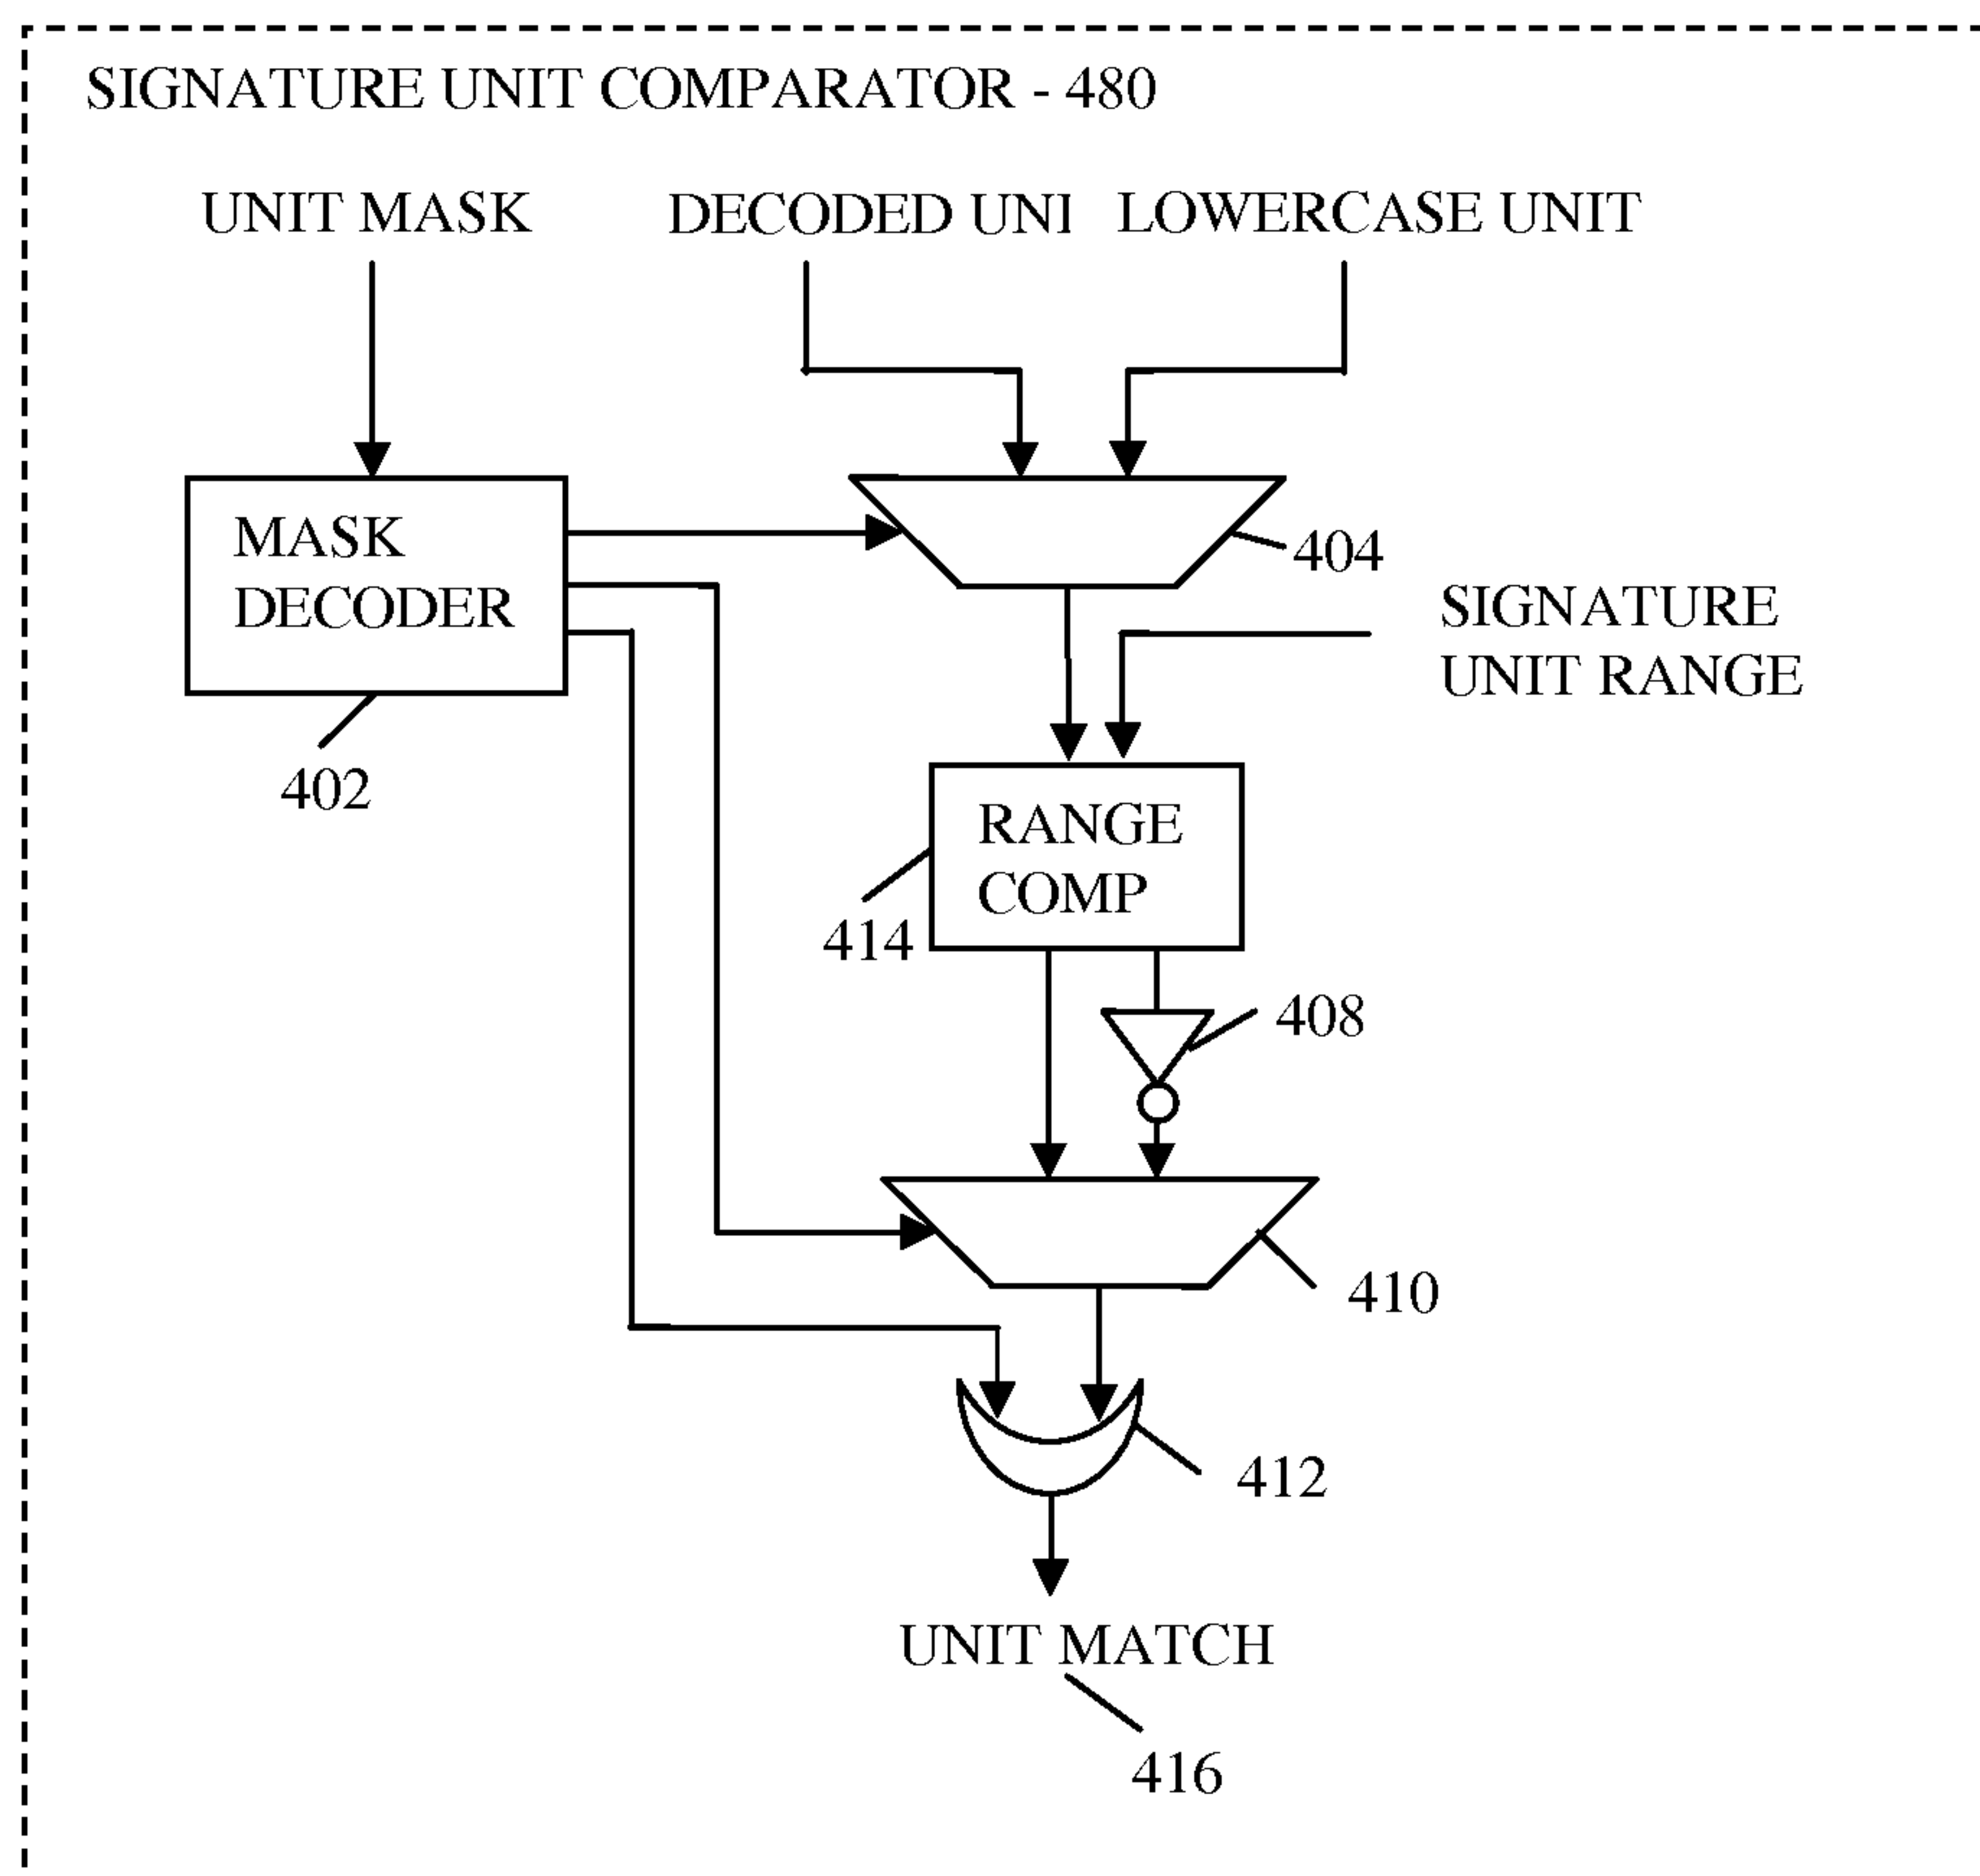 SIGNATURE UNIT COMPARATOR - 480
UNIT MASK
DECODED UNI
LOWERCASE UNIT
MASK
DECODER
404
SIGNATURE
UNIT RANGE
402
RANGE
COMP
414
408
410
412
UNIT MATCH
416